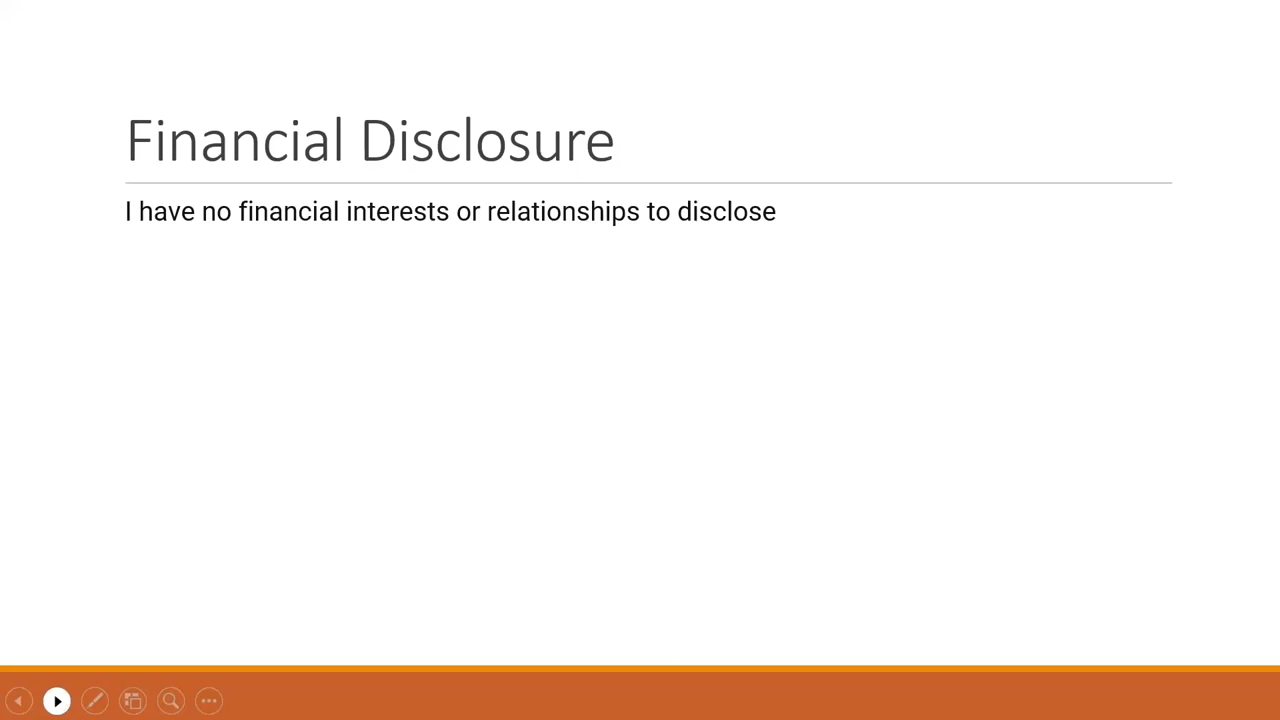 Financial Disclosure
I have no financial interests or relationships to disclose